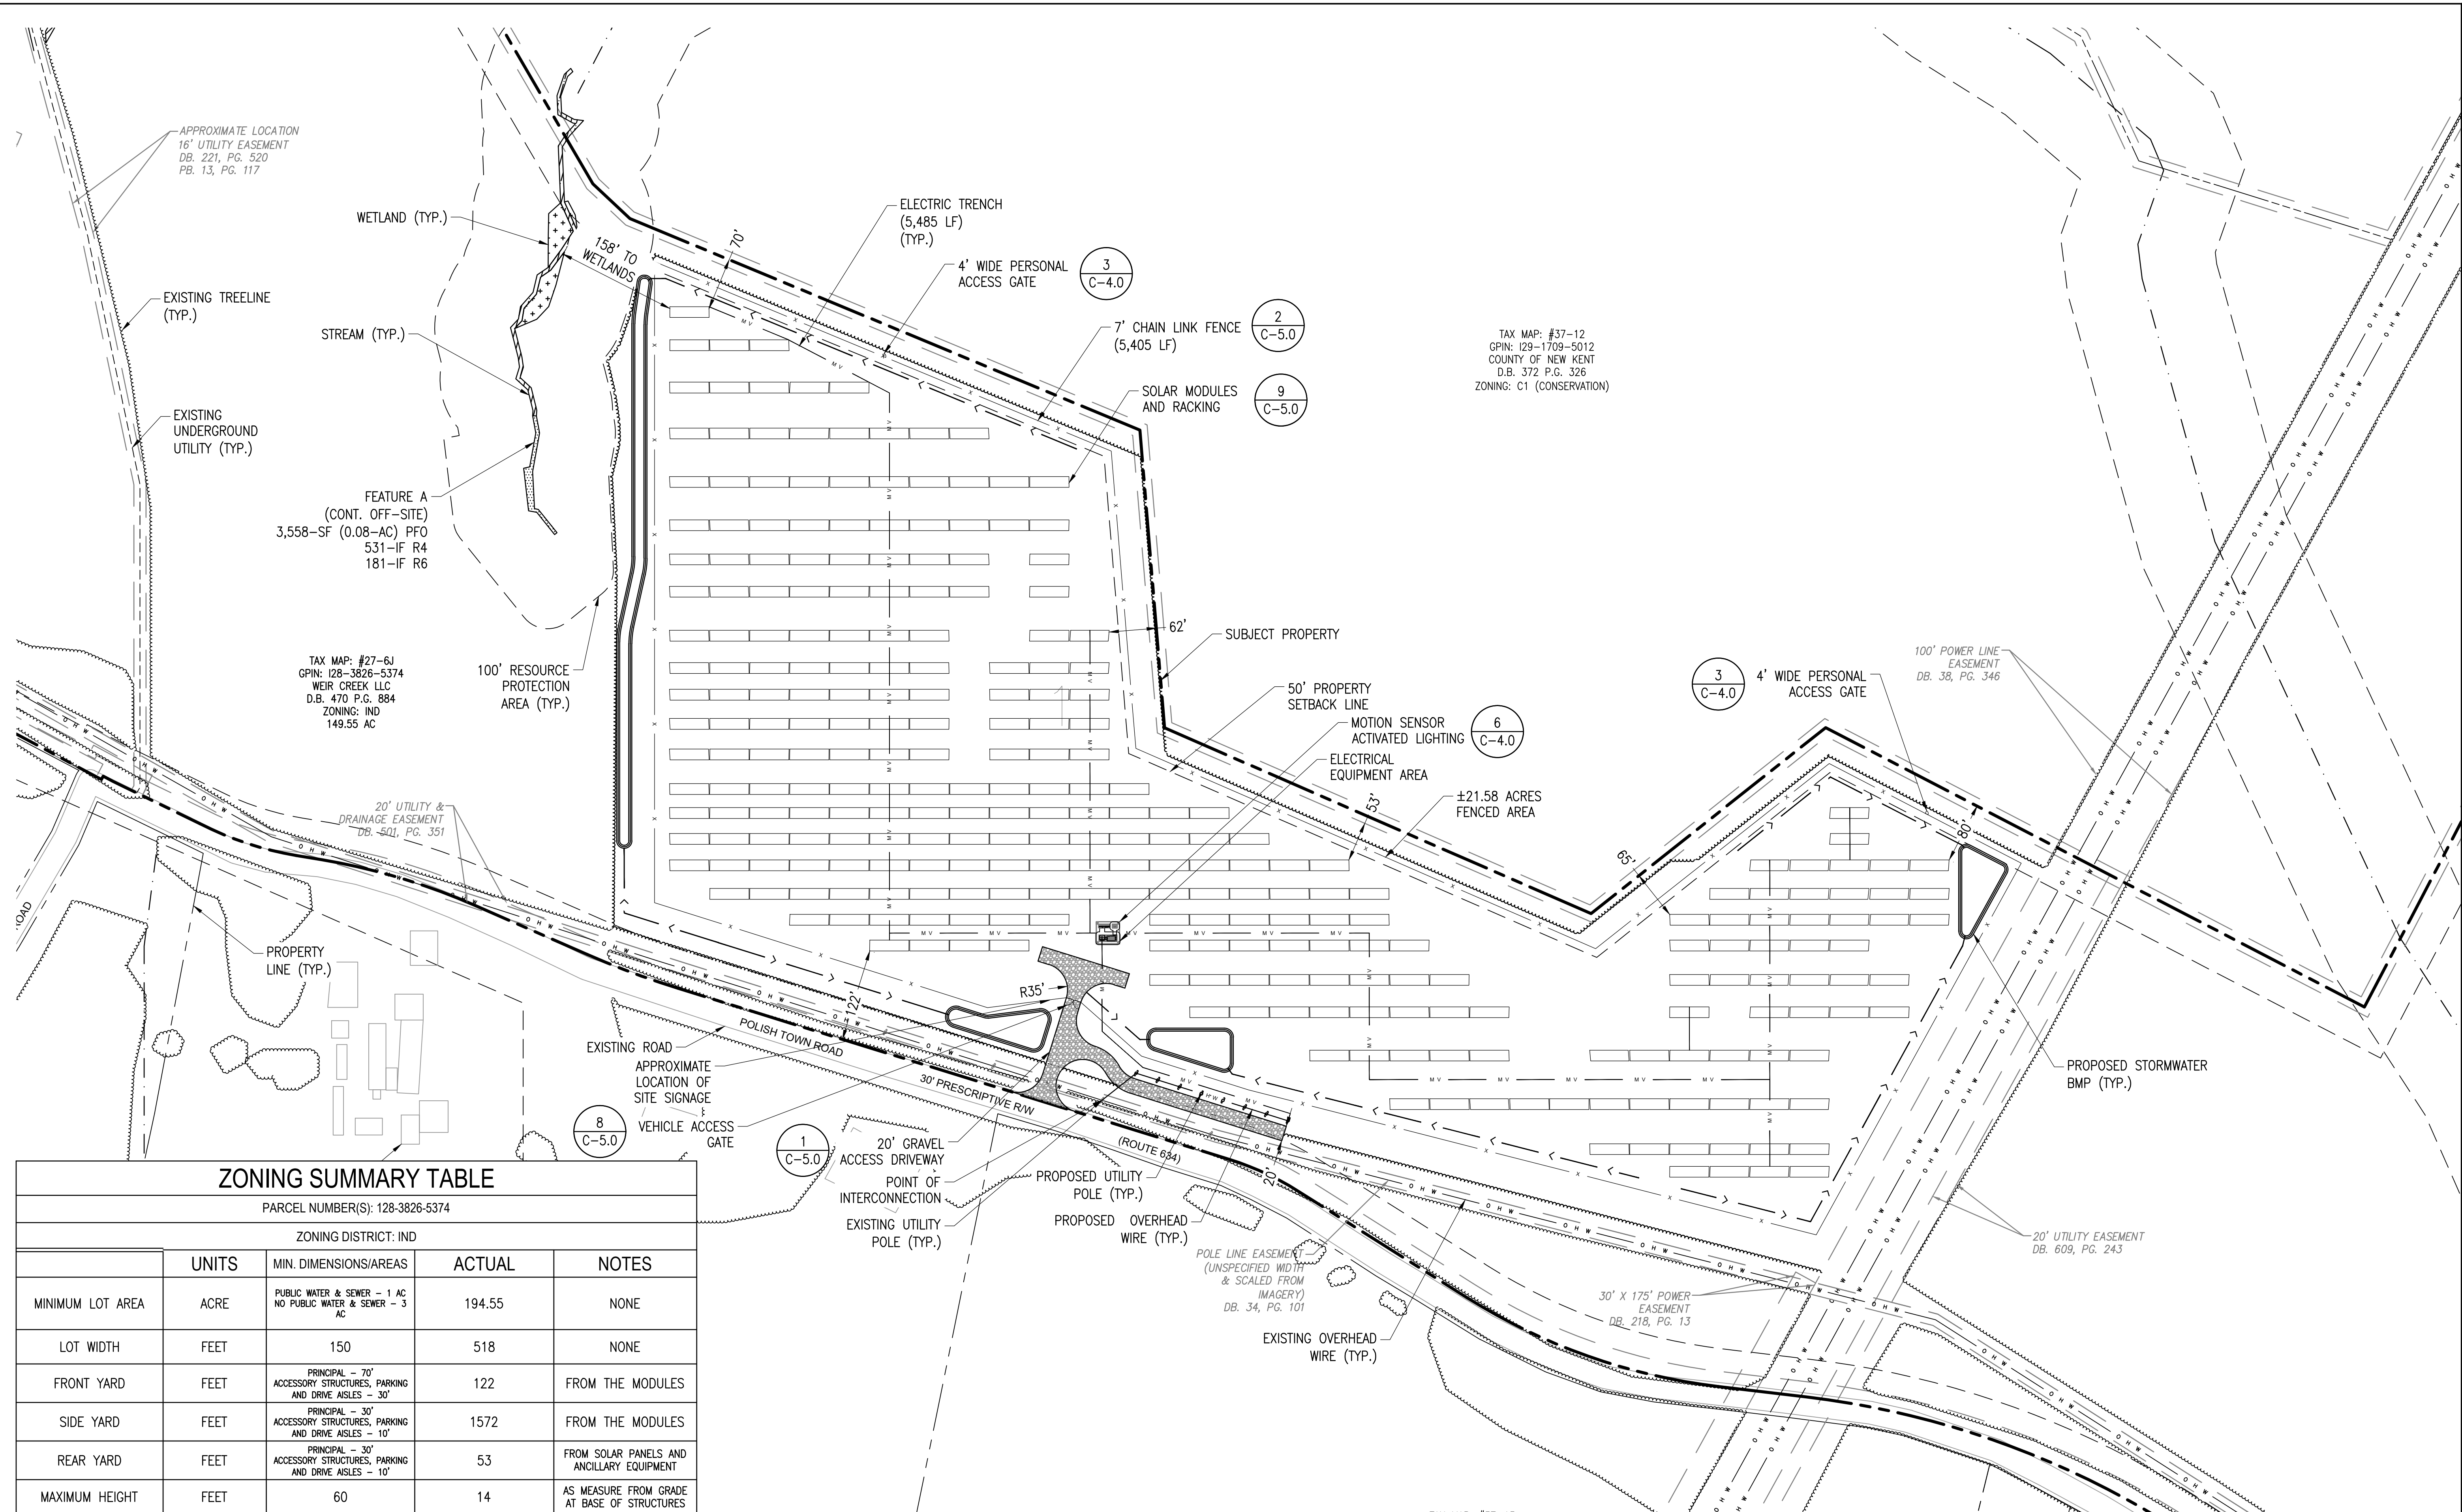 APPROXIMATE LOCATION
16' UTILITY EASEMENT
DB. 221, PG. 520
PB. 13, PG. 117
WETLAND (TYP.)
158' TO
WETLANDS
70'
ELECTRIC TRENCH
(5,485 LF)
(TYP.)
4' WIDE PERSONAL
ACCESS GATE
3
C-4.0
7' CHAIN LINK FENCE
(5,405 LF)
2
C-5.0
SOLAR MODULES
AND RACKING
9
C-5.0
TAX MAP: #37-12
GPIN: I29-1709-5012
COUNTY OF NEW KENT
D.B. 372 P.G. 326
ZONING: C1 (CONSERVATION)
EXISTING TREELINE
(TYP.)
STREAM (TYP.)
EXISTING
UNDERGROUND
UTILITY (TYP.)
FEATURE A
(CONT. OFF-SITE)
3,558-SF (0.08-AC) PFO
531-IF R4
181-IF R6
TAX MAP: #27-6J
GPIN: I28-3826-5374
WEIR CREEK LLC
D.B. 470 P.G. 884
ZONING: IND
149.55 AC
100' RESOURCE
PROTECTION
AREA (TYP.)
62'
SUBJECT PROPERTY
50' PROPERTY
SETBACK LINE
MOTION SENSOR
ACTIVATED LIGHTING
6
C-4.0
ELECTRICAL
EQUIPMENT AREA
±21.58 ACRES
FENCED AREA
53'
65'
80'
3
C-4.0
4' WIDE PERSONAL
ACCESS GATE
100' POWER LINE
EASEMENT
DB. 38, PG. 346
20' UTILITY &
DRAINAGE EASEMENT
DB. 501, PG. 351
ROAD
PROPERTY
LINE (TYP.)
122'
R35'
POLISH TOWN ROAD
30' PRESCRIPTIVE R/W
(ROUTE 634)
20'
EXISTING ROAD
APPROXIMATE
LOCATION OF
SITE SIGNAGE
8
C-5.0
VEHICLE ACCESS
GATE
1
C-5.0
20' GRAVEL
ACCESS DRIVEWAY
POINT OF
INTERCONNECTION
EXISTING UTILITY
POLE (TYP.)
PROPOSED UTILITY
POLE (TYP.)
PROPOSED OVERHEAD
WIRE (TYP.)
POLE LINE EASEMENT
(UNSPECIFIED WIDTH
& SCALED FROM
IMAGERY)
DB. 34, PG. 101
EXISTING OVERHEAD
WIRE (TYP.)
30' X 175' POWER
EASEMENT
DB. 218, PG. 13
PROPOSED STORMWATER
BMP (TYP.)
20' UTILITY EASEMENT
DB. 609, PG. 243
ZONING SUMMARY TABLE
PARCEL NUMBER(S): 128-3826-5374
ZONING DISTRICT: IND
UNITS MIN. DIMENSIONS/AREAS ACTUAL NOTES
MINIMUM LOT AREA ACRE PUBLIC WATER & SEWER - 1 AC NO PUBLIC WATER & SEWER - 3 AC 194.55 NONE
LOT WIDTH FEET 150 518 NONE
FRONT YARD FEET PRINCIPAL - 70' ACCESSORY STRUCTURES, PARKING AND DRIVE AISLES - 30' 122 FROM THE MODULES
SIDE YARD FEET PRINCIPAL - 30' ACCESSORY STRUCTURES, PARKING AND DRIVE AISLES - 10' 1572 FROM THE MODULES
REAR YARD FEET PRINCIPAL - 30' ACCESSORY STRUCTURES, PARKING AND DRIVE AISLES - 10' 53 FROM SOLAR PANELS AND ANCILLARY EQUIPMENT
MAXIMUM HEIGHT FEET 60 14 AS MEASURE FROM GRADE AT BASE OF STRUCTURES